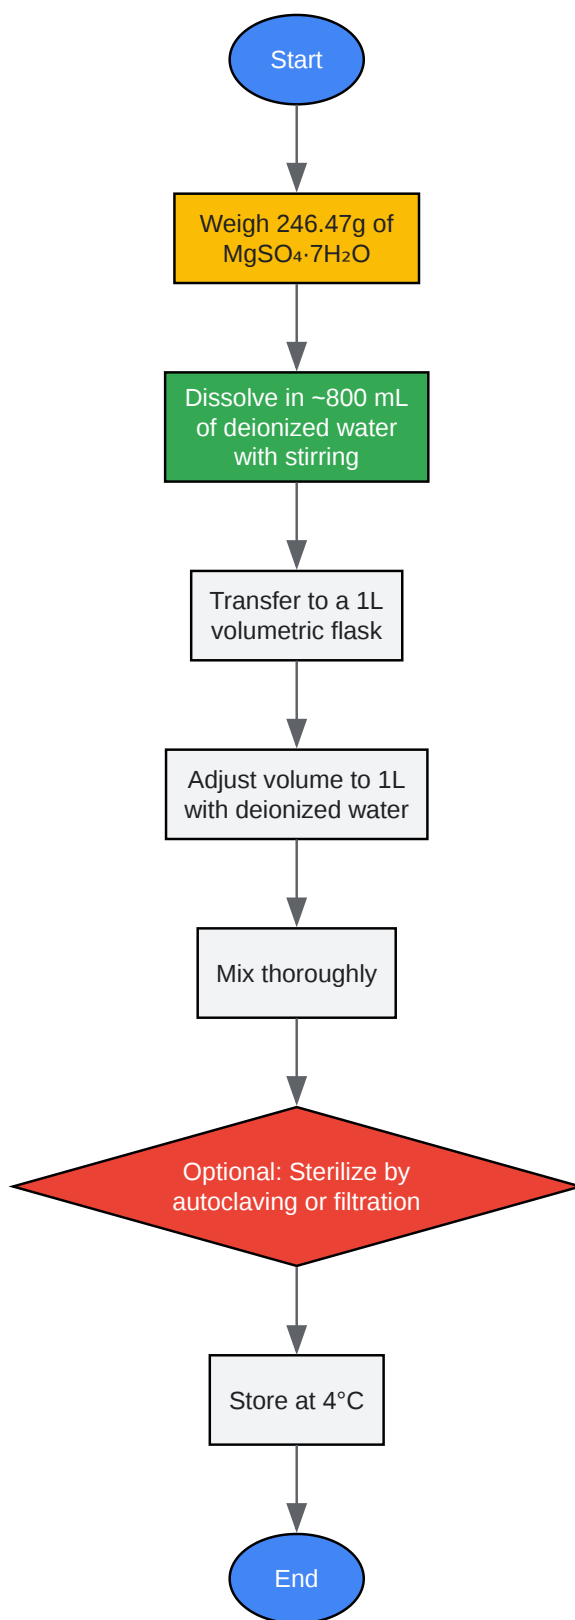 Start
Weigh 246.47g of
MgSO₄·7H₂O
Dissolve in ~800 mL
of deionized water
with stirring
Transfer to a 1L
volumetric flask
Adjust volume to 1L
with deionized water
Mix thoroughly
Optional: Sterilize by
autoclaving or filtration
Store at 4°C
End